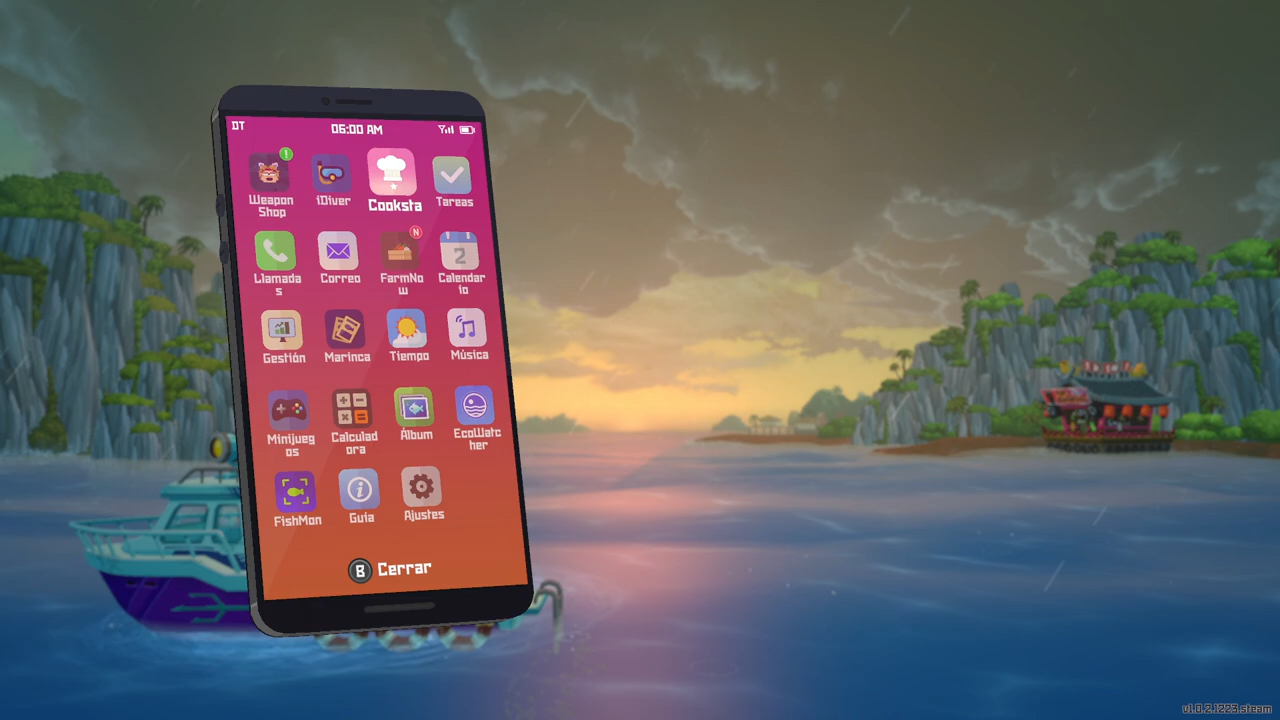 DT
06:00 AM
!
Weapon
Shop
iDiver
Cooksta
Tareas
Llamada
s
Correo
N
FarmNo
w
2
Calendar
io
Gestión
Marinca
Tiempo
Música
Minijueg
os
Calculad
ora
Álbum
EcoWatc
her
FishMon
Guía
Ajustes
B Cerrar
v1.0.2.1223.steam